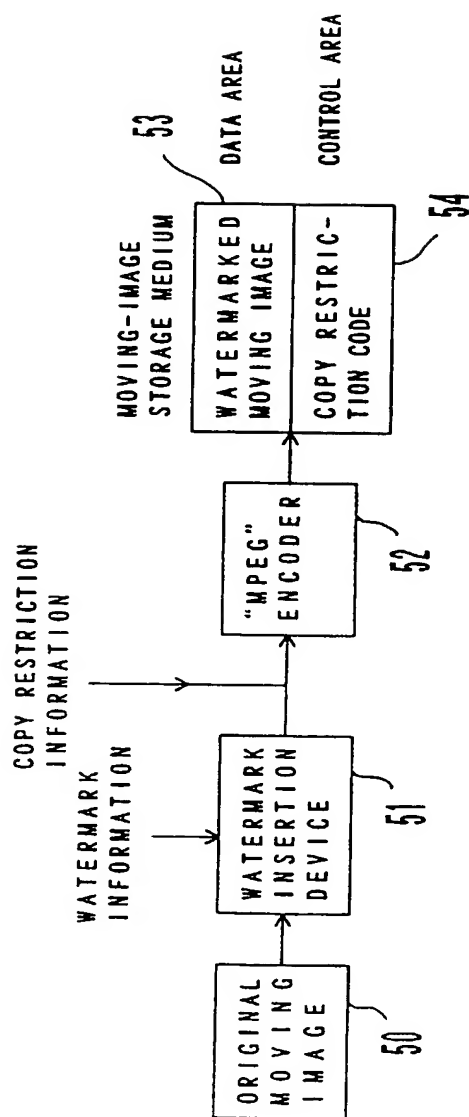 COPY RESTRICTION
INFORMATION
WATERMARK
INFORMATION
MOVING-IMAGE
STORAGE MEDIUM
53
ORIGINAL
MOVING
IMAGE
50
WATERMARK
INSERTION
DEVICE
51
"MPEG"
ENCODER
52
WATERMARKED
MOVING IMAGE
DATA AREA
COPY RESTRIC-
TION CODE
CONTROL AREA
54